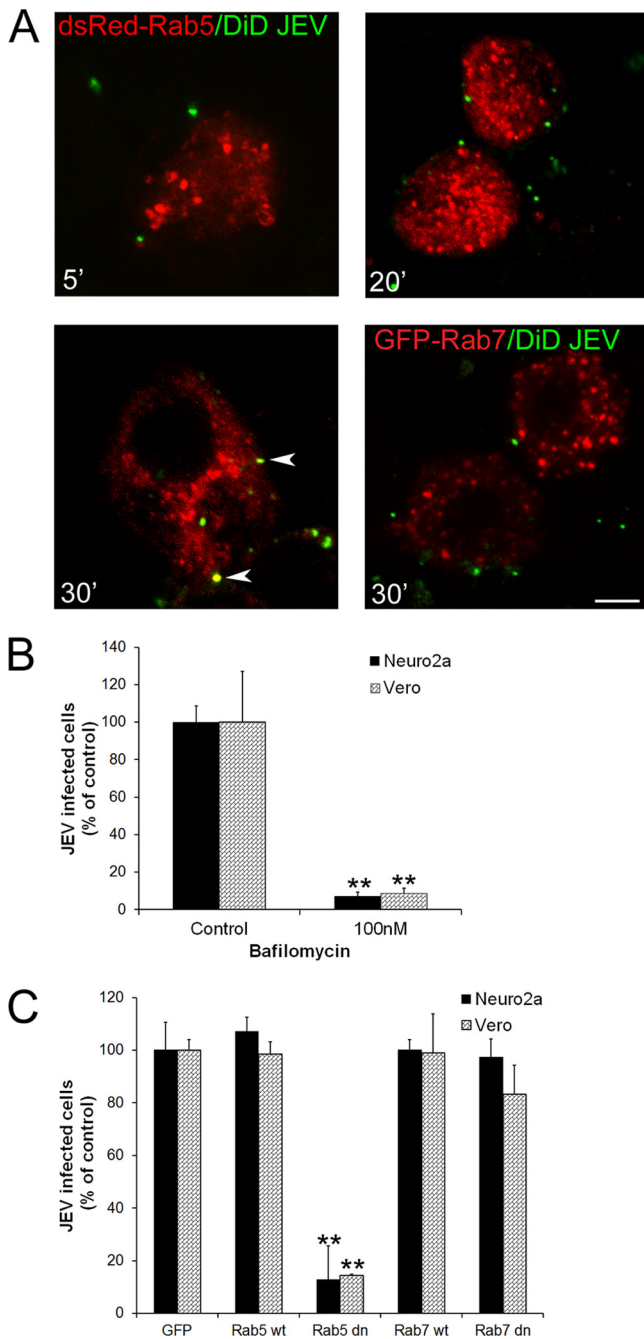 A
dsRed-Rab5/DiD JEV
5’
20’
30’
GFP-Rab7/DiD JEV
30’
B
JEV infected cells
(% of control)
140
120
100
80
60
40
20
0
Neuro2a
Vero
**
**
Control
100nM
Bafilomycin
C
JEV infected cells
(% of control)
120
100
80
60
40
20
0
Neuro2a
Vero
**
**
GFP
Rab5 wt
Rab5 dn
Rab7 wt
Rab7 dn